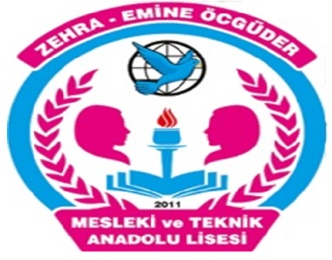 ZEHRA - EMİNE ÖCGÜDER
2011
MESLEKİ ve TEKNİK
ANADOLU LİSESİ